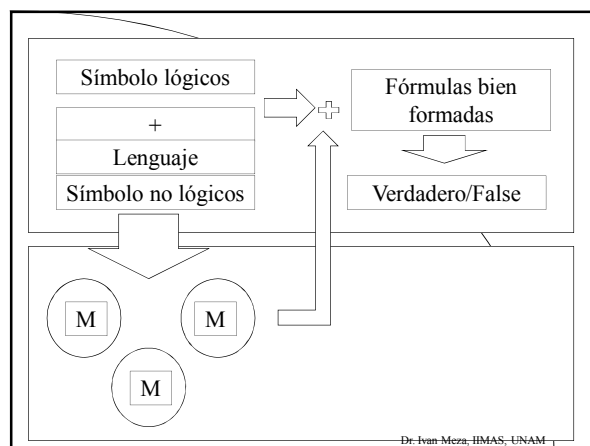 Símbolo lógicos
+
Lenguaje
Símbolo no lógicos
Fórmulas bien
formadas
Verdadero/False
M
M
M
Dr. Ivan Meza, IIMAS, UNAM